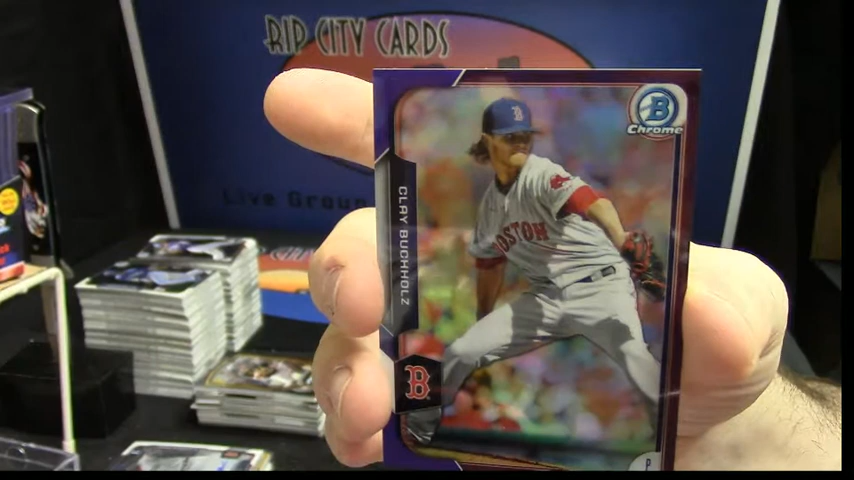 RIP CITY CARDS
Live Group
B
Chrome
CLAY BUCHHOLZ
B
BOSTON
B
P